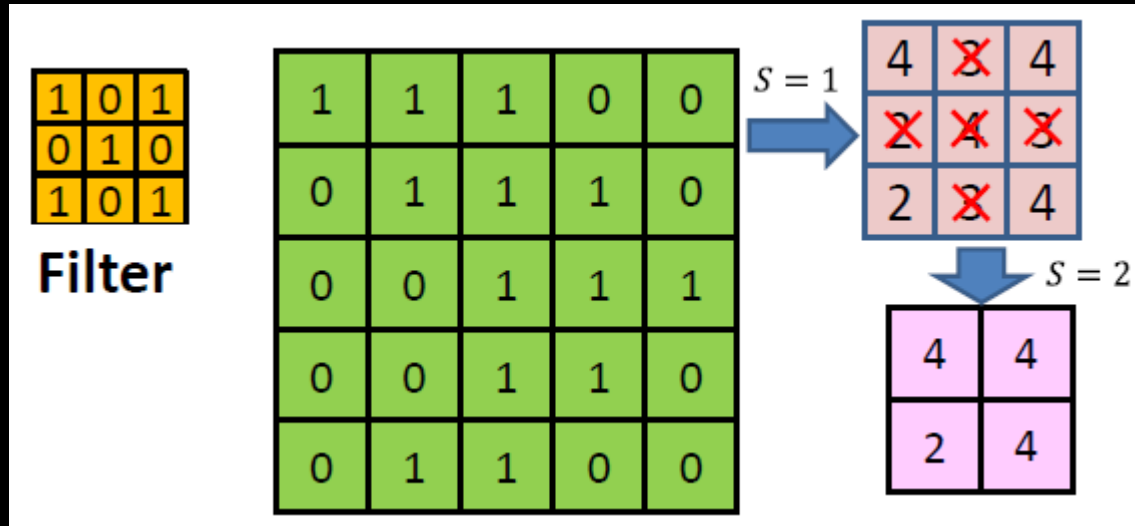 1 0 1
0 1 0
1 0 1
Filter
1 1 1 0 0
0 1 1 1 0
0 0 1 1 1
0 0 1 1 0
0 1 1 0 0
S = 1
4 3 4
2 4 3
2 3 4
S = 2
4 4
2 4